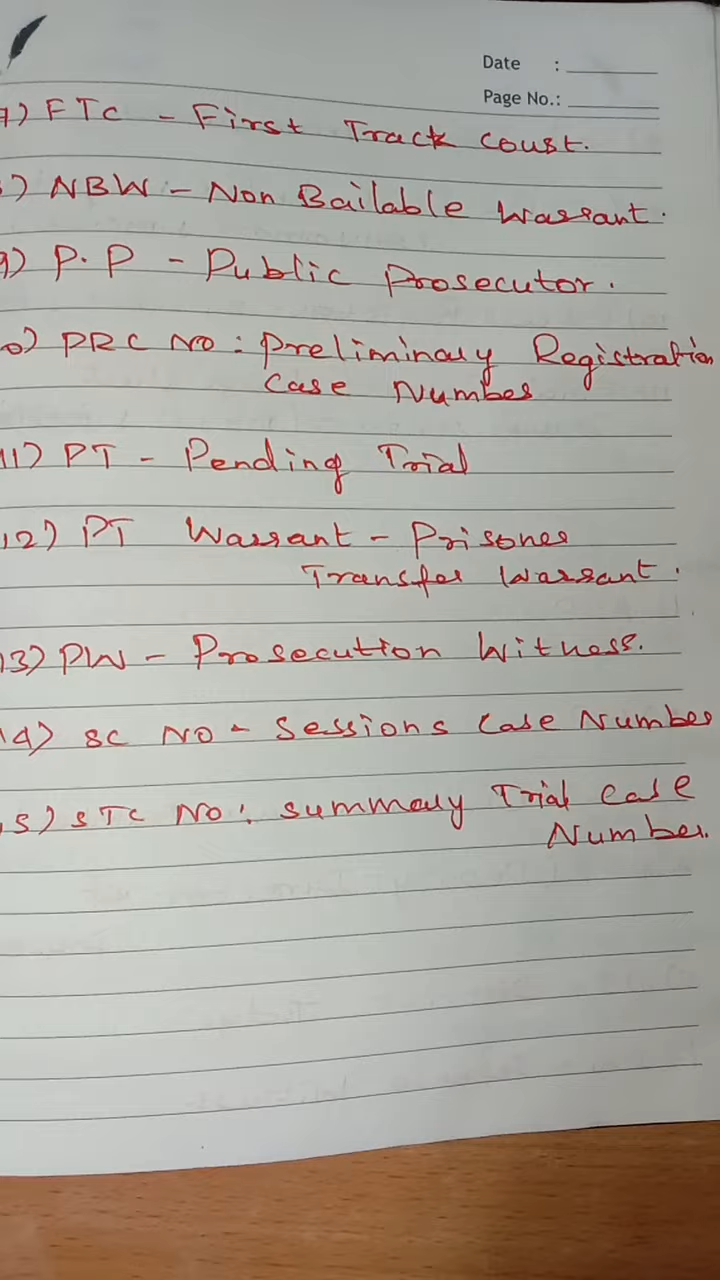 Date : 
Page No.: 
7) FTC - First Track Court.
8) NBW - Non Bailable Warrant.
9) P.P - Public Prosecutor.
0) PRC NO : Preliminary Registration
Case Number
11) PT - Pending Trial
12) PT Warrant - Prisoner
Transfer Warrant.
13) PW - Prosecution Witness.
14) SC NO - Sessions Case Number
15) STC NO: Summary Trial Case
Number.